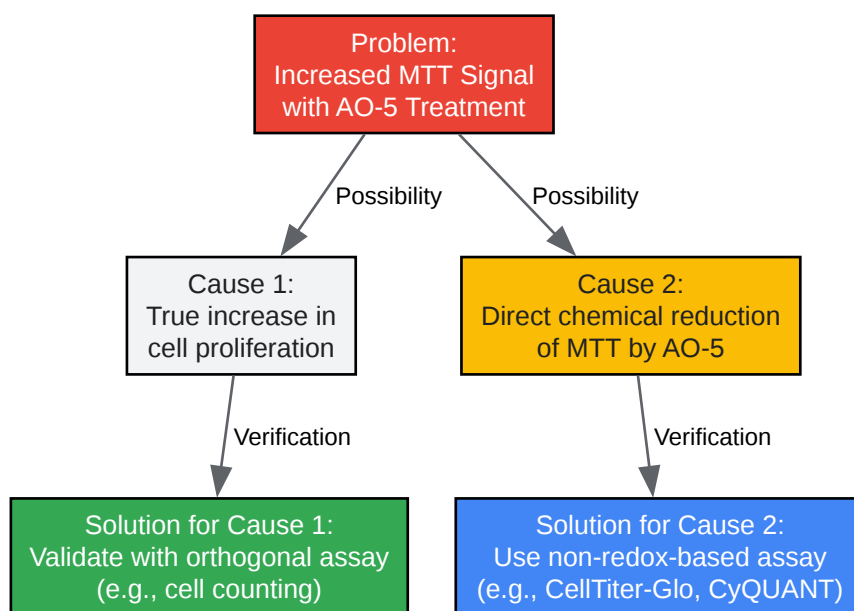 Problem:
Increased MTT Signal
with AO-5 Treatment
Possibility
Possibility
Cause 1:
True increase in
cell proliferation
Cause 2:
Direct chemical reduction
of MTT by AO-5
Verification
Verification
Solution for Cause 1:
Validate with orthogonal assay
(e.g., cell counting)
Solution for Cause 2:
Use non-redox-based assay
(e.g., CellTiter-Glo, CyQUANT)